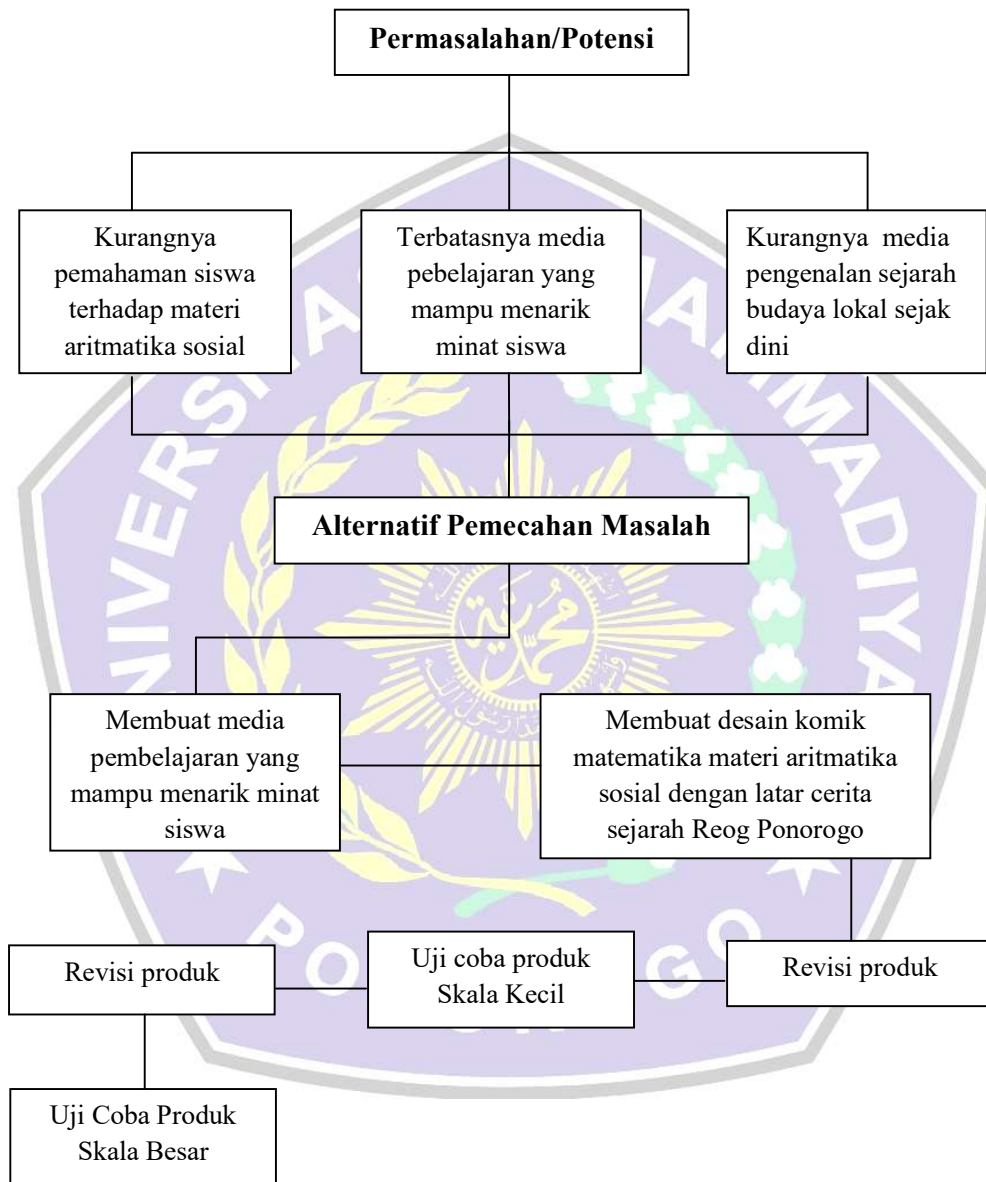 Permasalahan/Potensi
Kurangnya
pemahaman siswa
terhadap materi
aritmatika sosial
Terbatasnya media
pebelajaran yang
mampu menarik
minat siswa
Kurangnya media
pengenalan sejarah
budaya lokal sejak
dini
Alternatif Pemecahan Masalah
Membuat media
pembelajaran yang
mampu menarik minat
siswa
Membuat desain komik
matematika materi aritmatika
sosial dengan latar cerita
sejarah Reog Ponorogo
Revisi produk
Uji coba produk
Skala Kecil
Revisi produk
Uji Coba Produk
Skala Besar